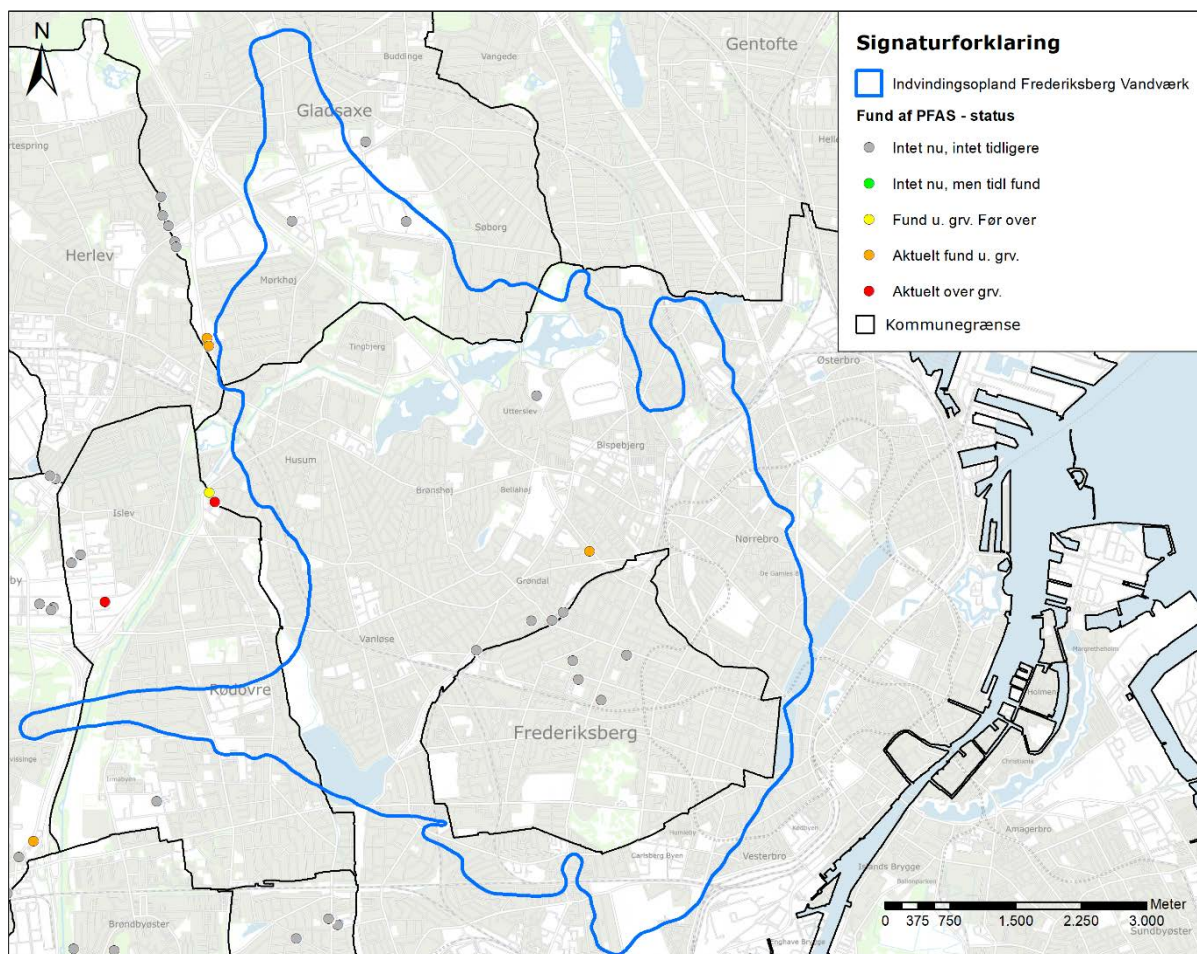 N
Signaturforklaring
Indvindingsopland Frederiksberg Vandværk
Fund af PFAS - status
Intet nu, intet tidligere
Intet nu, men tidl fund
Fund u. grv. Før over
Aktuelt fund u. grv.
Aktuelt over grv.
Kommunegrænse
Gentofte
Buddinge
Vangede
Gladsaxe
Herlev
Søborg
Mørkhøj
Tingbjerg
Østerbro
Utterslev
Bispebjerg
Husum
Brønshøj
Bellahøj
Islev
Nørrebro
Grøndal
Vanløse
Rødovre
Frederiksberg
Holmen
Christiania
Amagerbro
Humleby
Carlsberg Byen
Vesterbro
Islands Brygge
Brøndbyøster
Sundbyøster
Meter
0 375 750 1.500 2.250 3.000